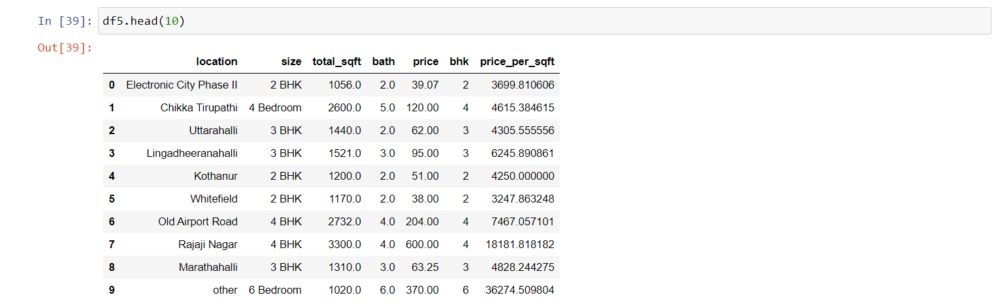 In [39]: df5.head(10)
Out[39]:
location size total_sqft bath price bhk price_per_sqft
0 Electronic City Phase II 2 BHK 1056.0 2.0 39.07 2 3699.810606
1 Chikka Tirupathi 4 Bedroom 2600.0 5.0 120.00 4 4615.384615
2 Uttarahalli 3 BHK 1440.0 2.0 62.00 3 4305.555556
3 Lingadheeranahalli 3 BHK 1521.0 3.0 95.00 3 6245.890861
4 Kothanur 2 BHK 1200.0 2.0 51.00 2 4250.000000
5 Whitefield 2 BHK 1170.0 2.0 38.00 2 3247.863248
6 Old Airport Road 4 BHK 2732.0 4.0 204.00 4 7467.057101
7 Rajaji Nagar 4 BHK 3300.0 4.0 600.00 4 18181.818182
8 Marathahalli 3 BHK 1310.0 3.0 63.25 3 4828.244275
9 other 6 Bedroom 1020.0 6.0 370.00 6 36274.509804